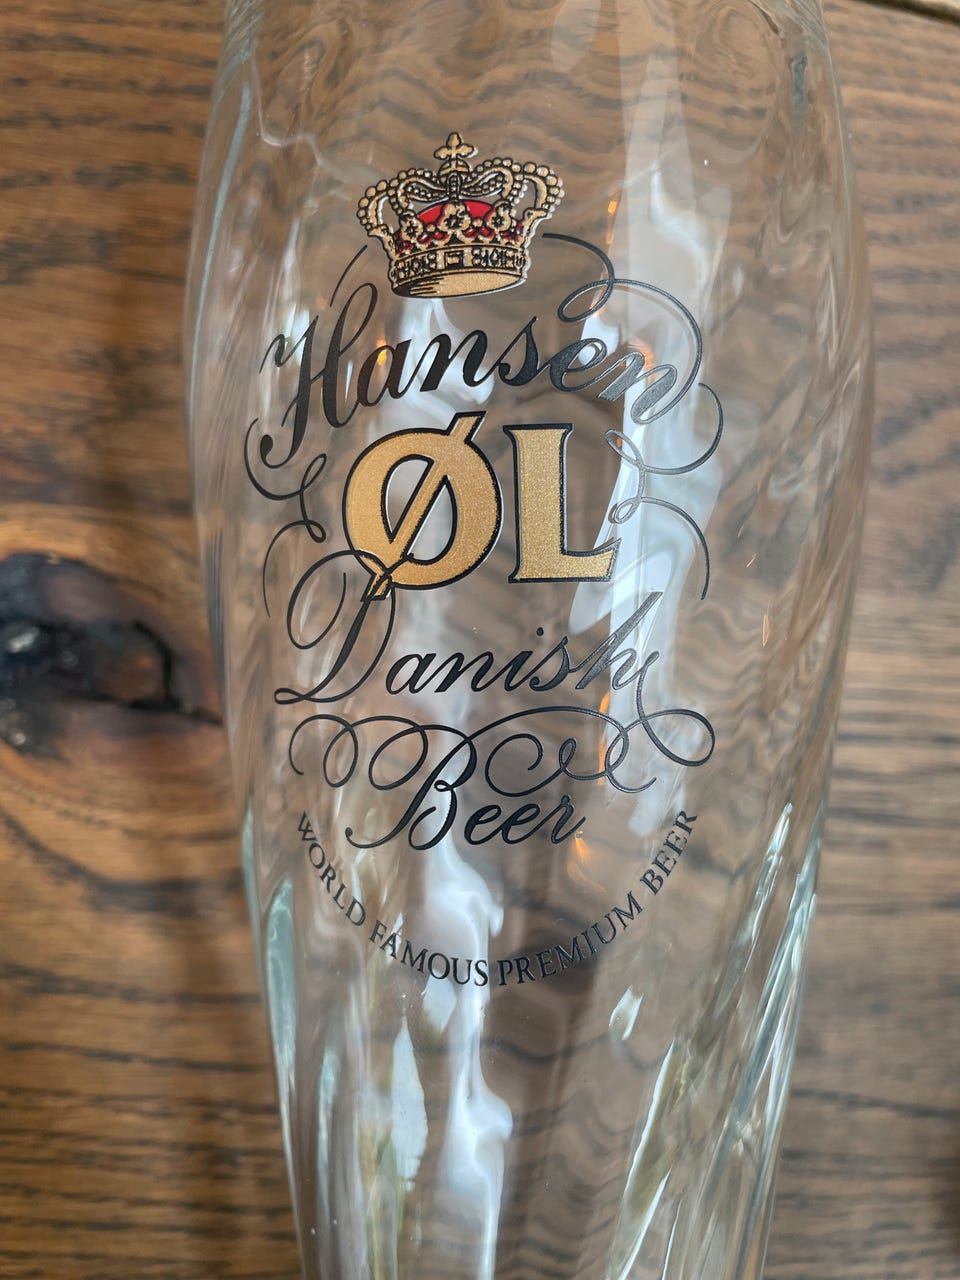 Hansen
ØL
Danish
Beer
WORLD FAMOUS PREMIUM BEER